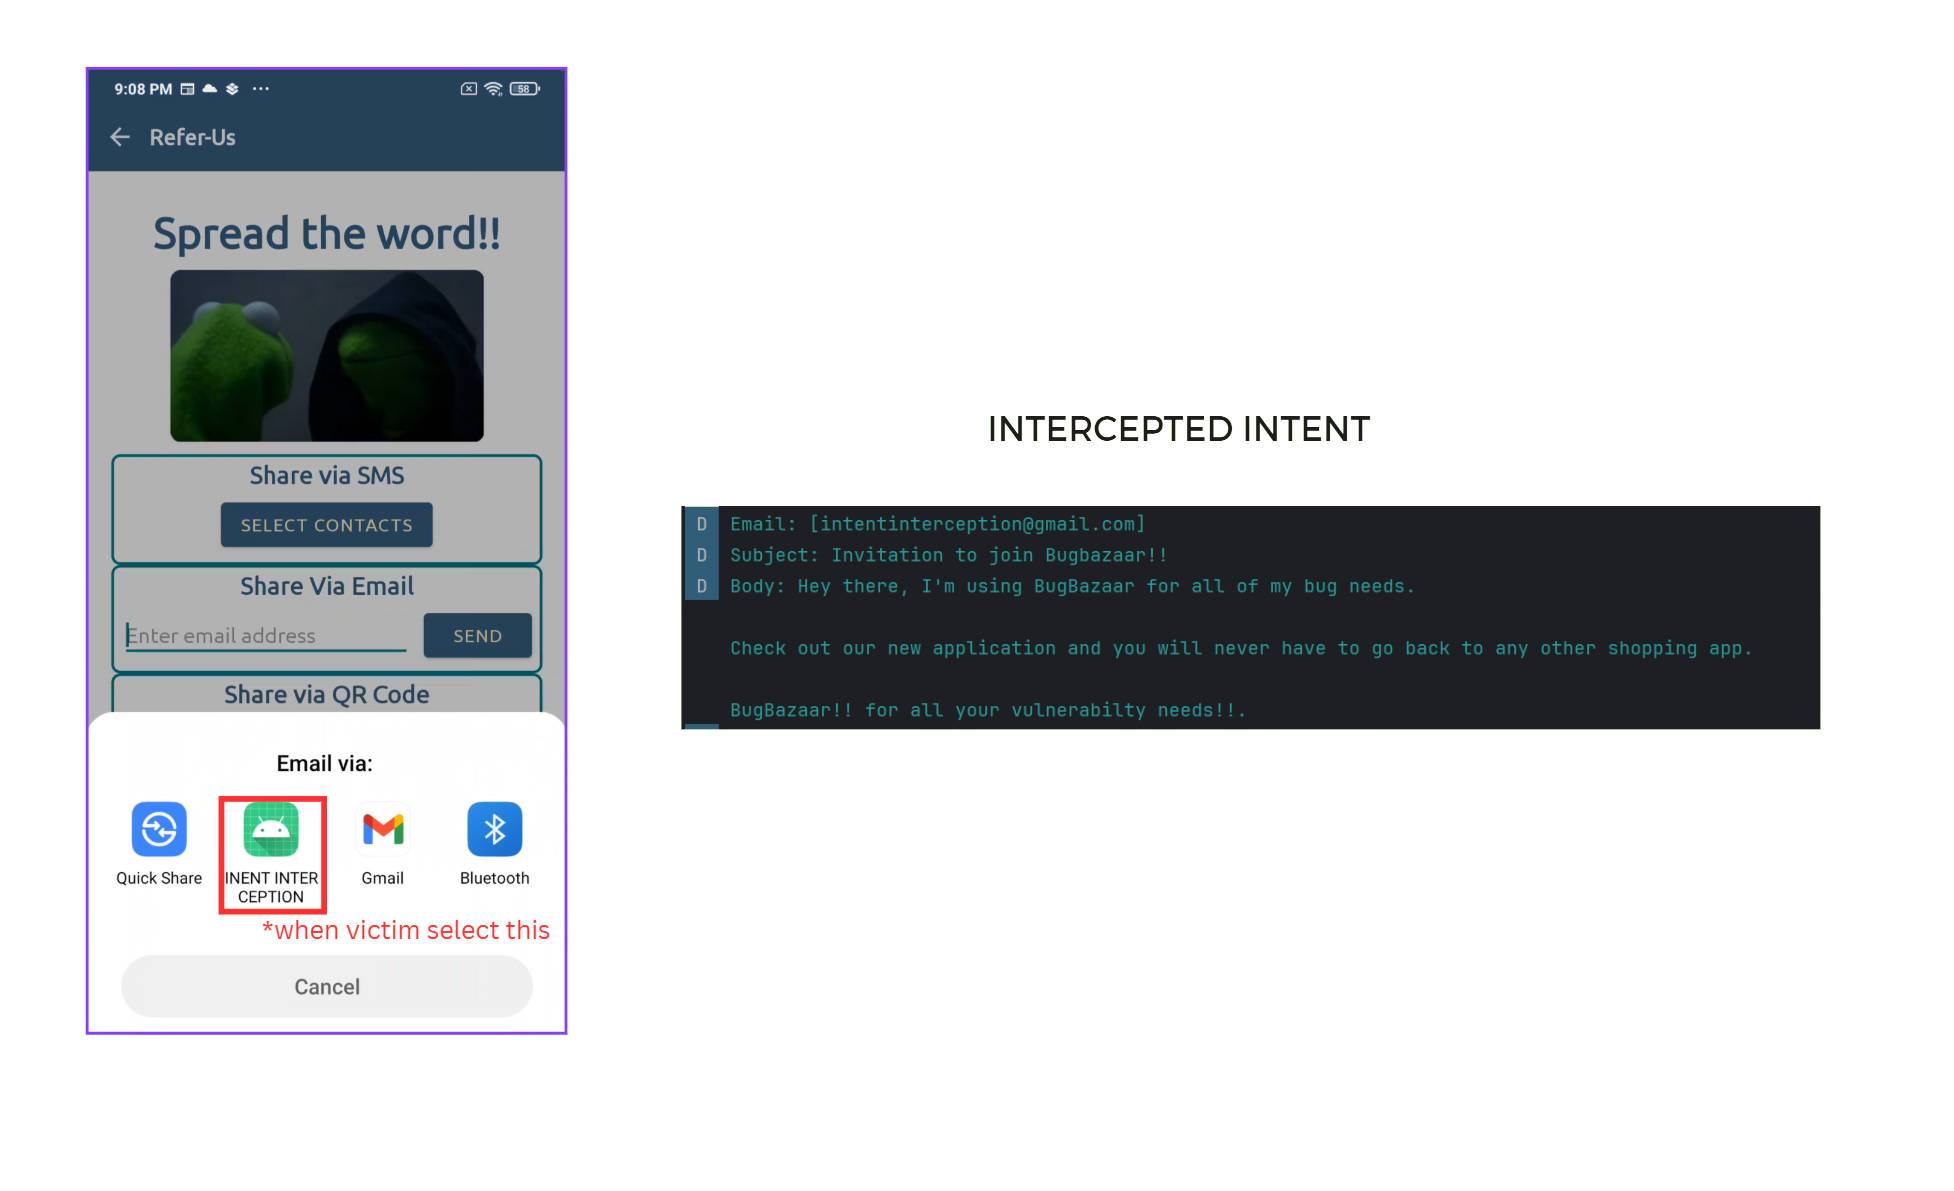 9:08 PM
58
Refer-Us
Spread the word!!
Share via SMS
SELECT CONTACTS
Share Via Email
Enter email address
SEND
Share via QR Code
Email via:
Quick Share
INENT INTER
CEPTION
Gmail
Bluetooth
*when victim select this
Cancel
INTERCEPTED INTENT
D Email: [intentinterception@gmail.com]
D Subject: Invitation to join Bugbazaar!!
D Body: Hey there, I'm using BugBazaar for all of my bug needs.
Check out our new application and you will never have to go back to any other shopping app.
BugBazaar!! for all your vulnerabilty needs!!.